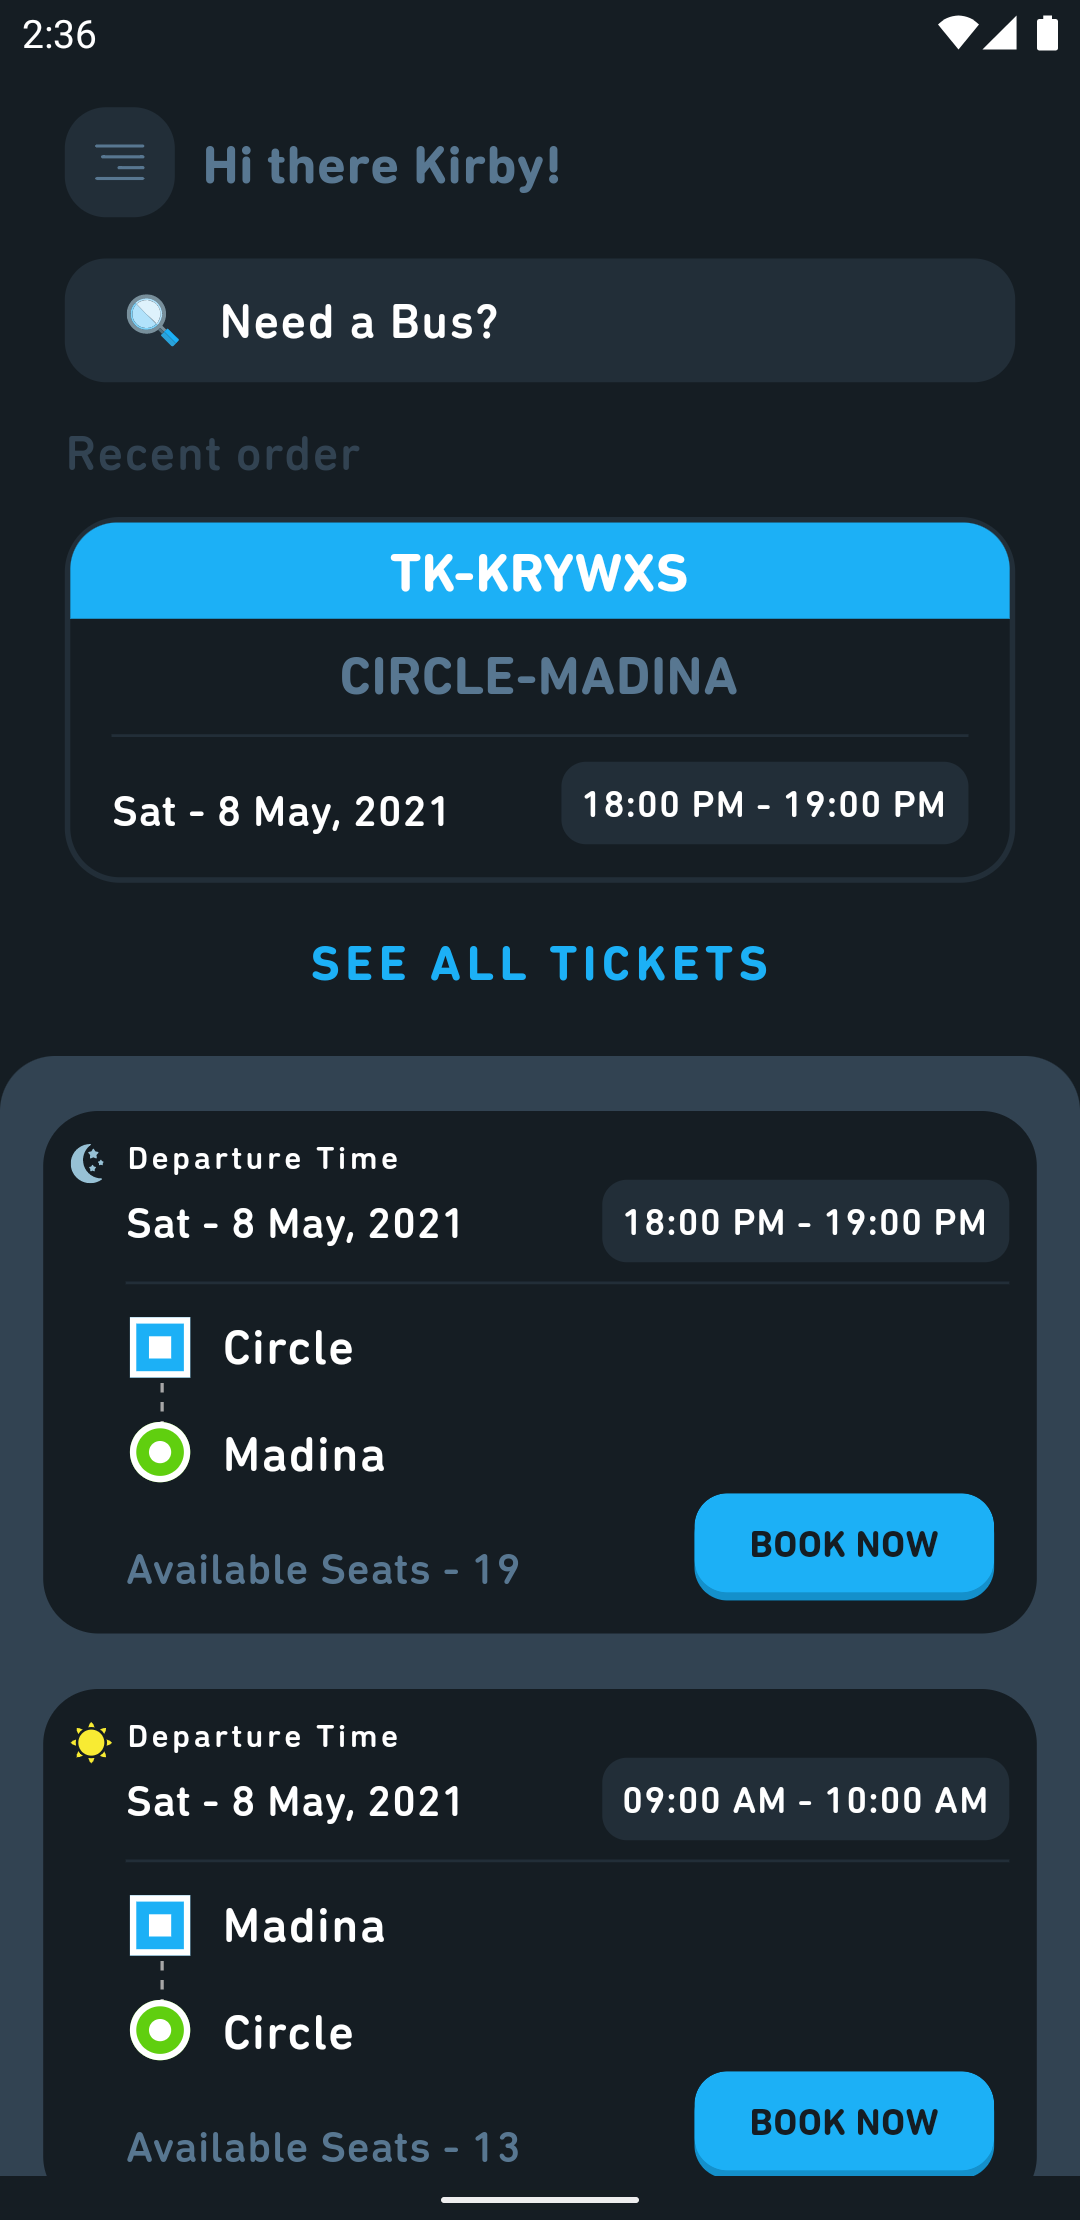 2:36
Hi there Kirby!
Need a Bus?
Recent order
TK-KRYWXS
CIRCLE-MADINA
Sat - 8 May, 2021
18:00 PM - 19:00 PM
SEE ALL TICKETS
Departure Time
Sat - 8 May, 2021
18:00 PM - 19:00 PM
Circle
Madina
Available Seats - 19
BOOK NOW
Departure Time
Sat - 8 May, 2021
09:00 AM - 10:00 AM
Madina
Circle
Available Seats - 13
BOOK NOW